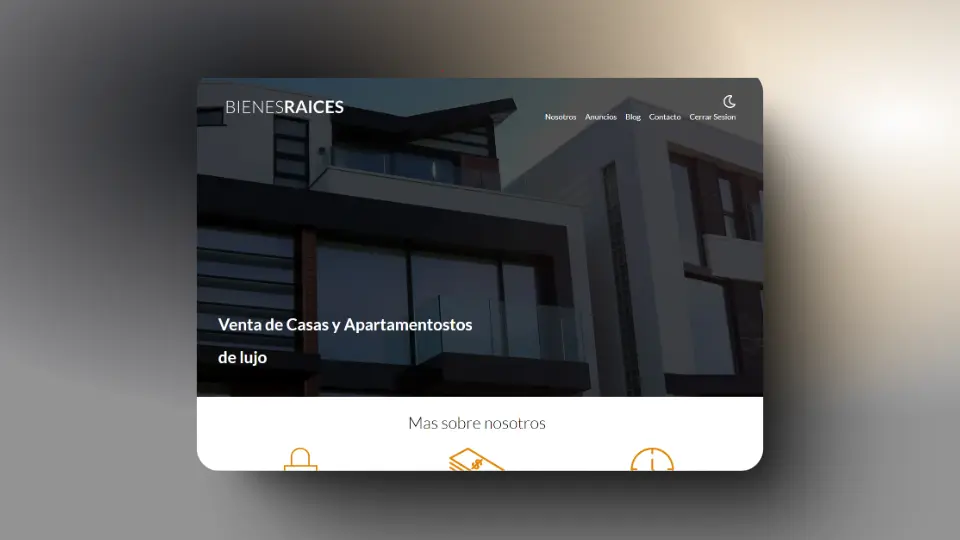 BIENESRAICES
Nosotros Anuncios Blog Contacto Cerrar Sesion
Venta de Casas y Apartamentostos
de lujo
Mas sobre nosotros
$